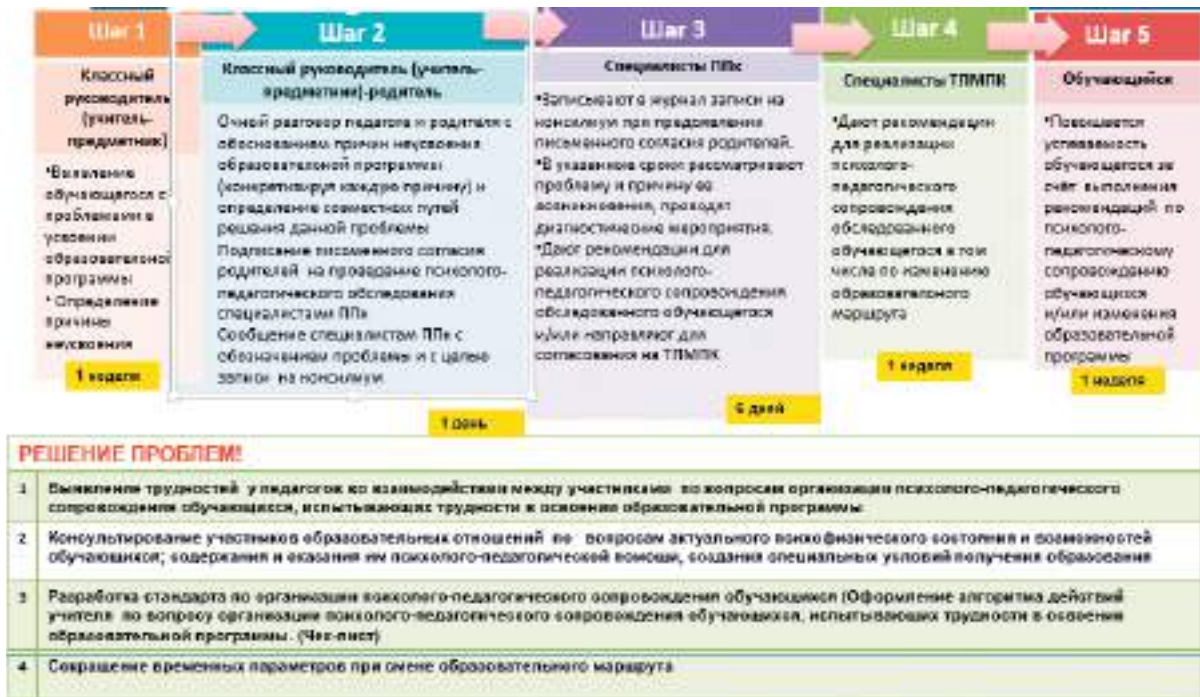 Шаг 1
Классный
руководитель
(учитель-
предметник)
•Выявление
обучающегося с
проблемами в
усвоении
образовательной
программы
• Определение
причины
неусвоения
1 неделя
Шаг 2
Классный руководитель (учитель-
предметник)-родитель
Очной разговор педагога и родителя с
обоснованием причин неусвоения
образовательной программы
(конкретизируя каждую причину) и
определение совместных путей
решения данной проблемы
Подписание письменного согласия
родителей на проведение психолого-
педагогического обследования
специалистами ППк
Сообщение специалистам ППк с
обозначением проблемы и с целью
записи на консилиум
1 день
Шаг 3
Специалисты ППк
•Записывают в журнал записи на
консилиум при предоявлении
письменного согласия родителей.
•В указанные сроки рассматривают
проблему и причину ее
возникновения, проводят
диагностические мероприятия.
•Дают рекомендации для
реализации психолого-
педагогического сопровождения
обследованного обучающегося
и/или направляют для
согласования на ТПМПК
6 дней
Шаг 4
Специалисты ТПМПК
•Дают рекомендации
для реализации
психолого-
педагогического
сопровождения
обследованного
обучающегося в том
числе по изменению
образовательного
маршрута
1 неделя
Шаг 5
Обучающийся
•Повышается
успеваемость
обучающегося за
счёт выполнения
рекомендаций по
психолого-
педагогическому
сопровождению
обучающихся
и/или изменения
образовательной
программы
1 неделя
РЕШЕНИЕ ПРОБЛЕМ!
1 Выявление трудностей у педагогов во взаимодействии между участниками по вопросам организации психолого-педагогического
сопровождения обучающихся, испытывающих трудности в освоении образовательной программы
2 Консультирование участников образовательных отношений по вопросам актуального психофизического состояния и возможностей
обучающихся; содержания и оказания им психолого-педагогической помощи, создания специальных условий получения образования
3 Разработка стандарта по организации психолого-педагогического сопровождения обучающихся (Оформление алгоритма действий
учителя по вопросу организации психолого-педагогического сопровождения обучающихся, испытывающих трудности в освоении
образовательной программы. (Чек-лист)
4 Сокращение временных параметров при смене образовательного маршрута